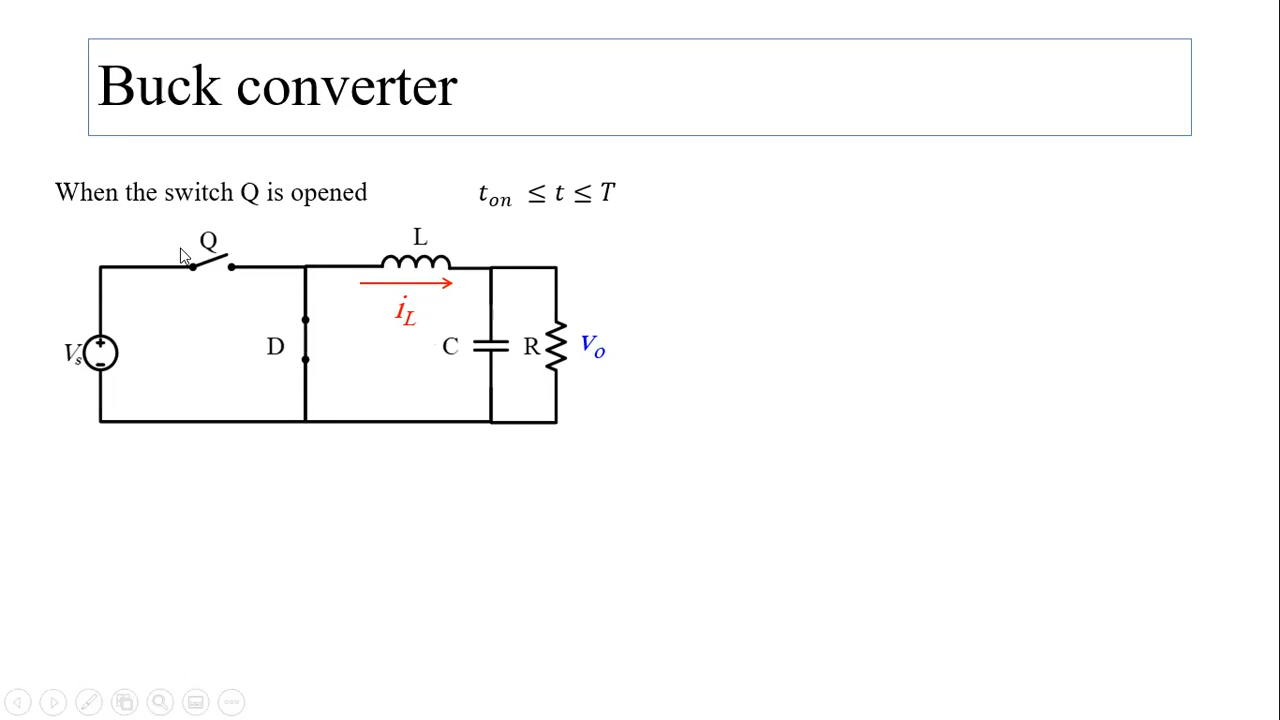 Buck converter
When the switch Q is opened
t_on ≤ t ≤ T
Q
L
i_L
V_s
D
C
R
v_o